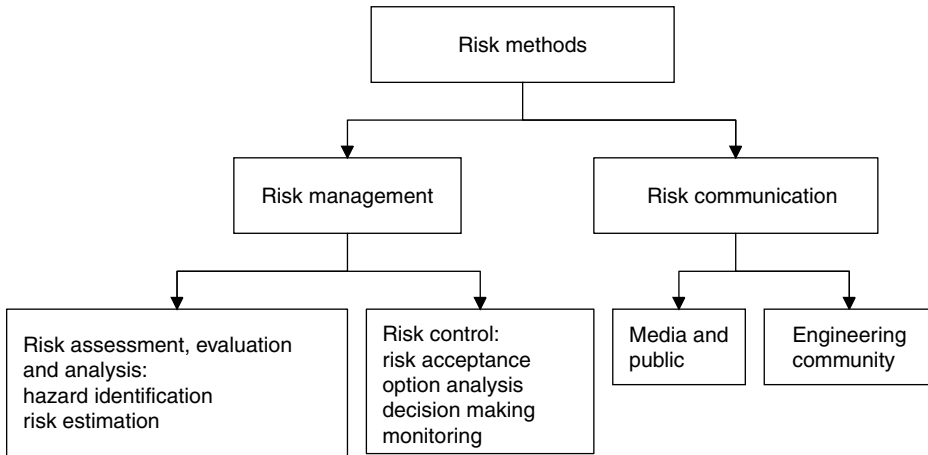 Risk methods
Risk management
Risk communication
Risk assessment, evaluation
and analysis:
hazard identification
risk estimation
Risk control:
risk acceptance
option analysis
decision making
monitoring
Media and
public
Engineering
community